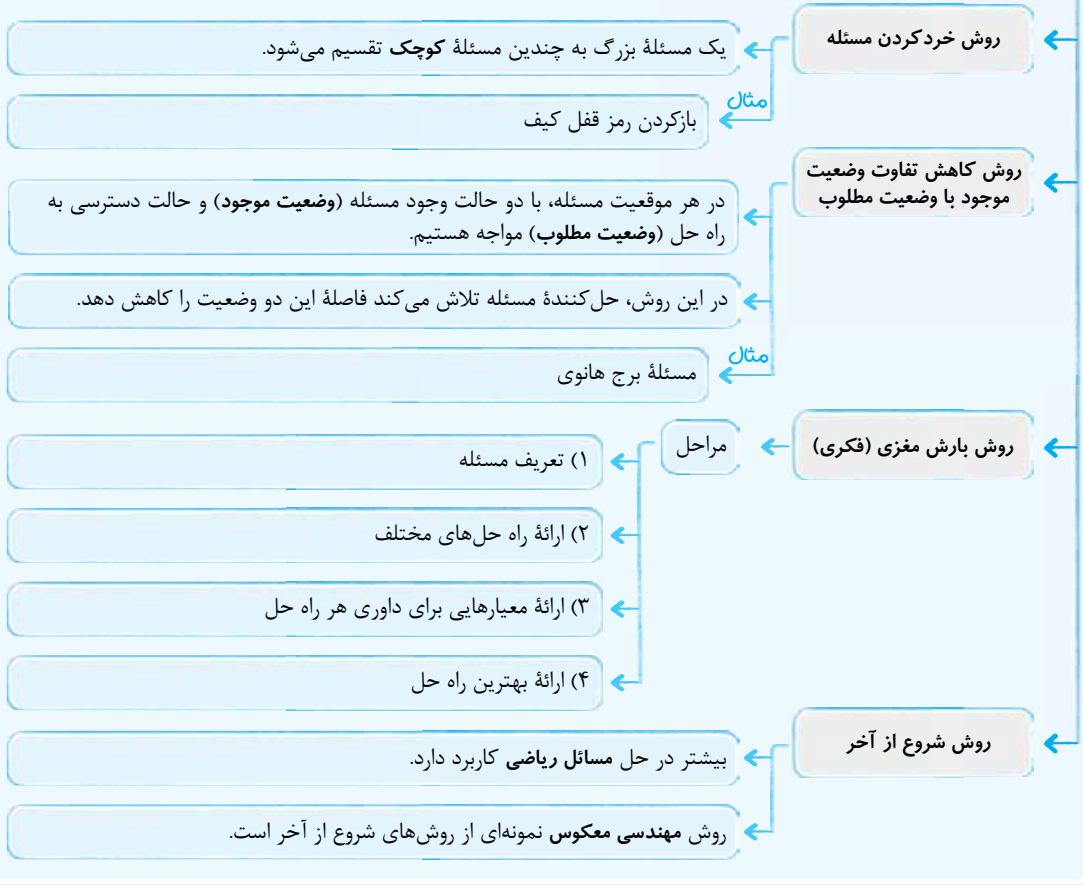 روش خردکردن مسئله
یک مسئلهٔ بزرگ به چندین مسئلهٔ کوچک تقسیم می‌شود.
مثال
بازکردن رمز قفل کیف
روش کاهش تفاوت وضعیت
موجود با وضعیت مطلوب
در هر موقعیت مسئله، با دو حالت وجود مسئله (وضعیت موجود) و حالت دسترسی به
راه حل (وضعیت مطلوب) مواجه هستیم.
در این روش، حل‌کنندهٔ مسئله تلاش می‌کند فاصلهٔ این دو وضعیت را کاهش دهد.
مثال
مسئلهٔ برج هانوی
روش بارش مغزی (فکری)
مراحل
۱) تعریف مسئله
۲) ارائهٔ راه حل‌های مختلف
۳) ارائهٔ معیارهایی برای داوری هر راه حل
۴) ارائهٔ بهترین راه حل
روش شروع از آخر
بیشتر در حل مسائل ریاضی کاربرد دارد.
روش مهندسی معکوس نمونه‌ای از روش‌های شروع از آخر است.